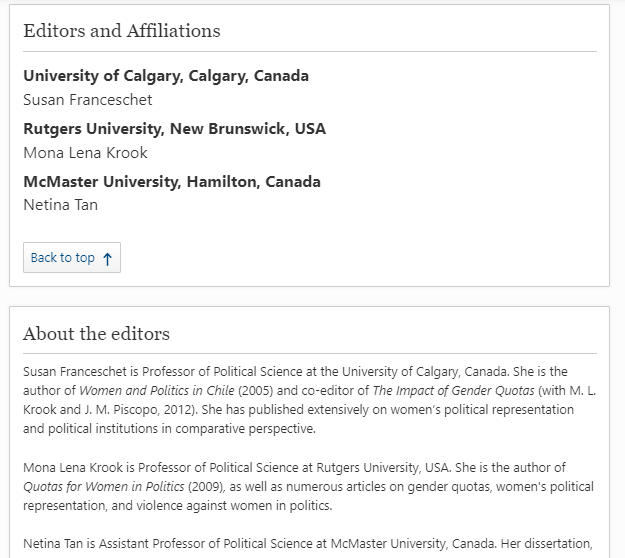 Editors and Affiliations
University of Calgary, Calgary, Canada
Susan Franceschet
Rutgers University, New Brunswick, USA
Mona Lena Krook
McMaster University, Hamilton, Canada
Netina Tan
Back to top ↑
About the editors
Susan Franceschet is Professor of Political Science at the University of Calgary, Canada. She is the
author of Women and Politics in Chile (2005) and co-editor of The Impact of Gender Quotas (with M. L.
Krook and J. M. Piscopo, 2012). She has published extensively on women’s political representation
and political institutions in comparative perspective.
Mona Lena Krook is Professor of Political Science at Rutgers University, USA. She is the author of
Quotas for Women in Politics (2009), as well as numerous articles on gender quotas, women's political
representation, and violence against women in politics.
Netina Tan is Assistant Professor of Political Science at McMaster University, Canada. Her dissertation,